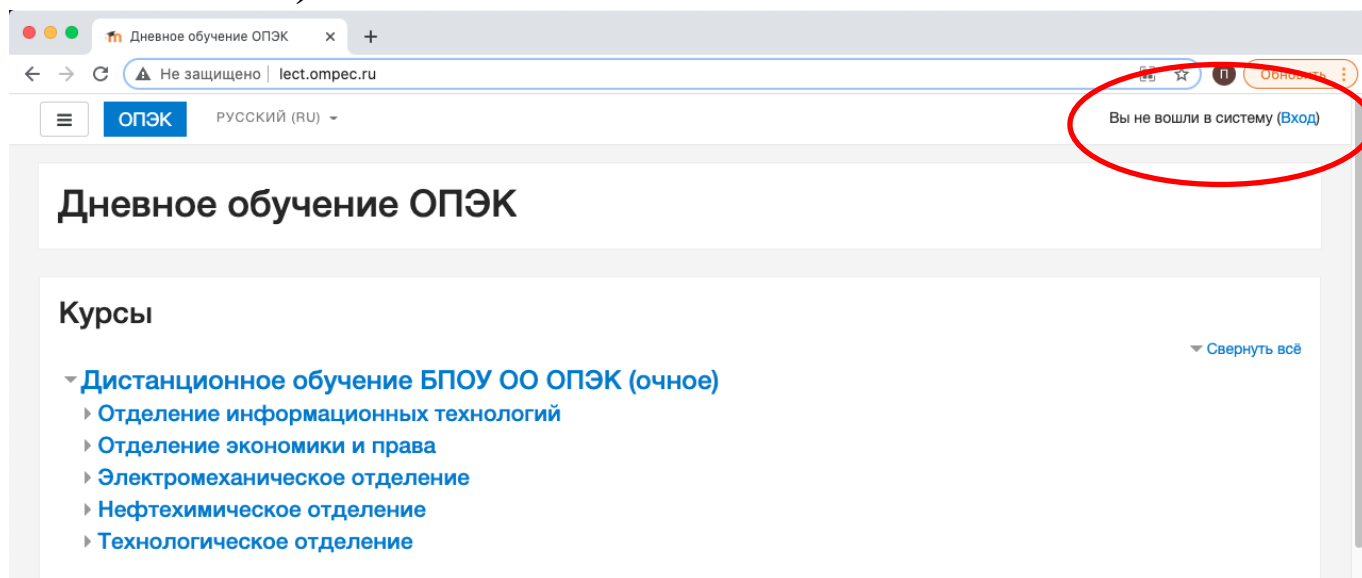 Дневное обучение ОПЭК
Не защищено | lect.ompec.ru
П
Обновить
ОПЭК РУССКИЙ (RU)
Вы не вошли в систему (Вход)
Дневное обучение ОПЭК
Курсы
Свернуть всё
Дистанционное обучение БПОУ ОО ОПЭК (очное)
Отделение информационных технологий
Отделение экономики и права
Электромеханическое отделение
Нефтехимическое отделение
Технологическое отделение